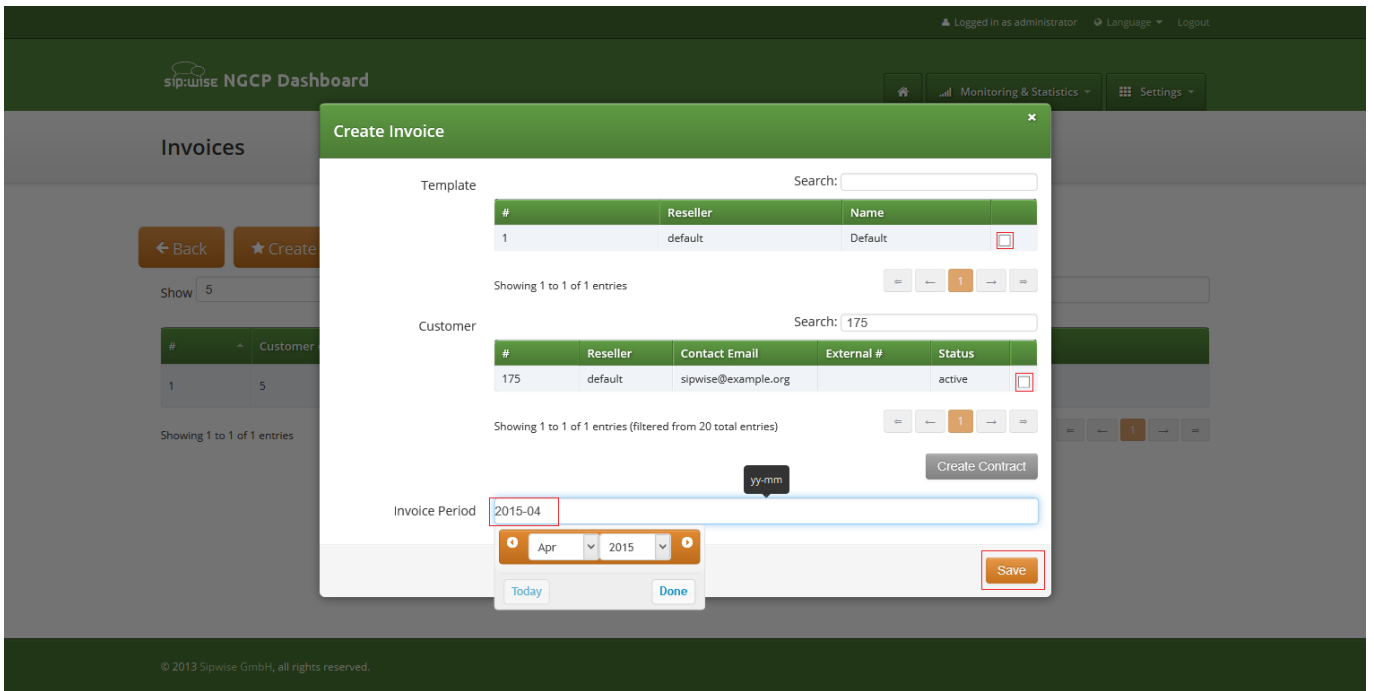 Logged in as administrator Language Logout
sip:wise NGCP Dashboard
Monitoring & Statistics Settings
Create Invoice ×
Invoices
Template Search:
# Reseller Name
1 default Default
Back Create
Showing 1 to 1 of 1 entries ⇐ ← 1 → ⇒
Show 5
Customer Search: 175
# Customer
# Reseller Contact Email External # Status
175 default sipwise@example.org active
1 5
Showing 1 to 1 of 1 entries (filtered from 20 total entries) ⇐ ← 1 → ⇒
Showing 1 to 1 of 1 entries ⇐ ← 1 → ⇒
Create Contract
yy-mm
Invoice Period 2015-04
Apr 2015
Save
Today Done
© 2013 Sipwise GmbH, all rights reserved.